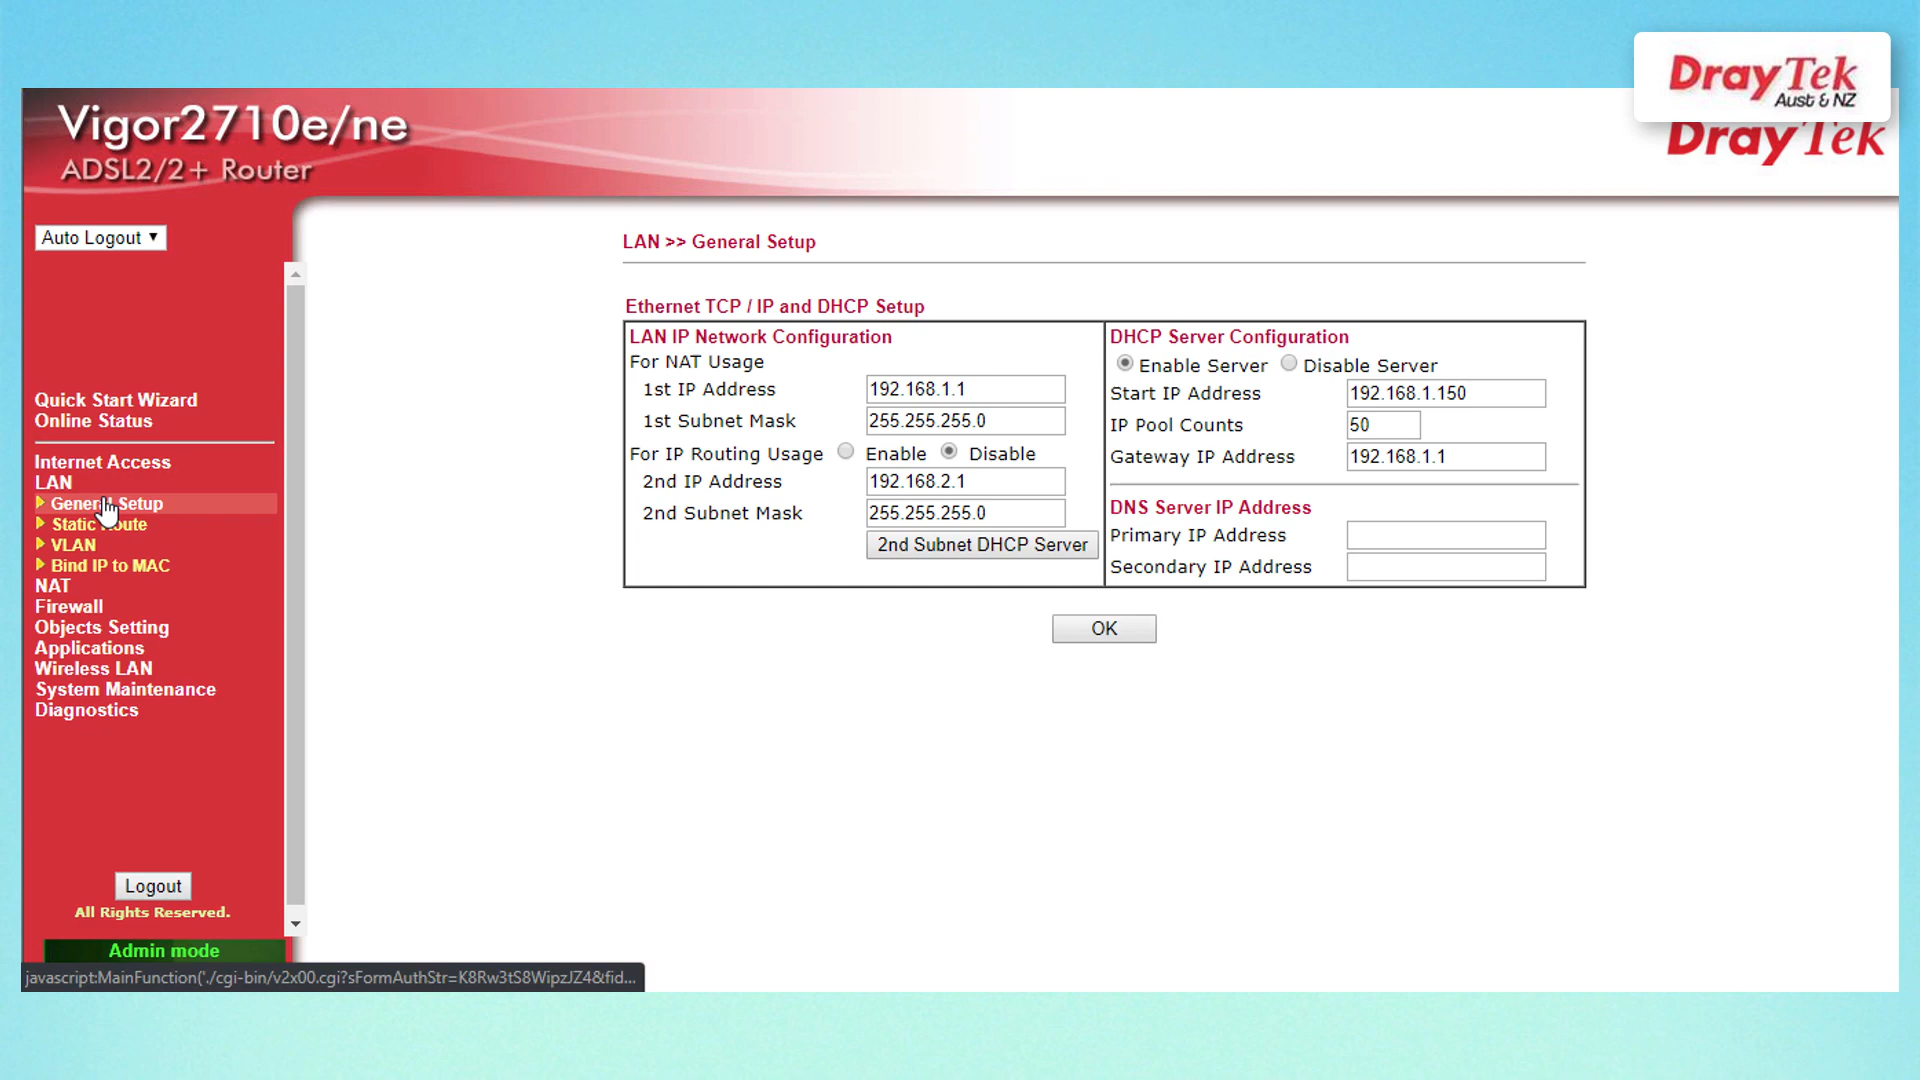 DrayTek
Aust & NZ
DrayTek
Vigor2710e/ne
ADSL2/2+ Router
Auto Logout
Quick Start Wizard
Online Status
Internet Access
LAN
General Setup
Static Route
VLAN
Bind IP to MAC
NAT
Firewall
Objects Setting
Applications
Wireless LAN
System Maintenance
Diagnostics
Logout
All Rights Reserved.
Admin mode
javascript:MainFunction('./cgi-bin/v2x00.cgi?sFormAuthStr=K8Rw3tS8WipzJZ4&fid...
LAN >> General Setup
Ethernet TCP / IP and DHCP Setup
LAN IP Network Configuration
For NAT Usage
1st IP Address 192.168.1.1
1st Subnet Mask 255.255.255.0
For IP Routing Usage Enable Disable
2nd IP Address 192.168.2.1
2nd Subnet Mask 255.255.255.0
2nd Subnet DHCP Server
DHCP Server Configuration
Enable Server Disable Server
Start IP Address 192.168.1.150
IP Pool Counts 50
Gateway IP Address 192.168.1.1
DNS Server IP Address
Primary IP Address
Secondary IP Address
OK